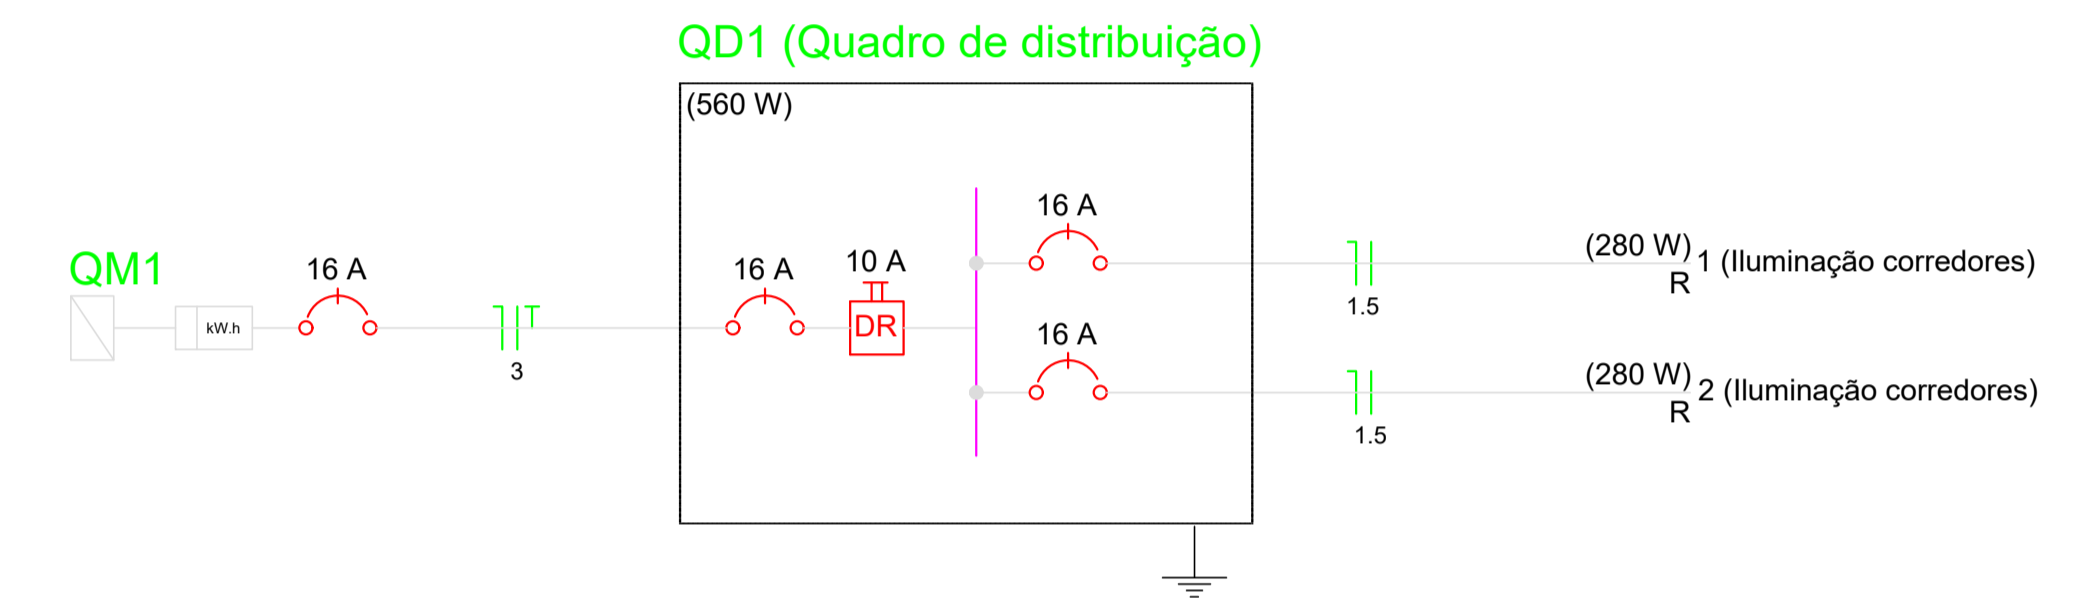 QD1 (Quadro de distribuição)
(560 W)
QM1
kW.h
16 A
T
3
16 A
10 A
DR
16 A
16 A
1.5
(280 W)
R
1 (Iluminação corredores)
1.5
(280 W)
R
2 (Iluminação corredores)